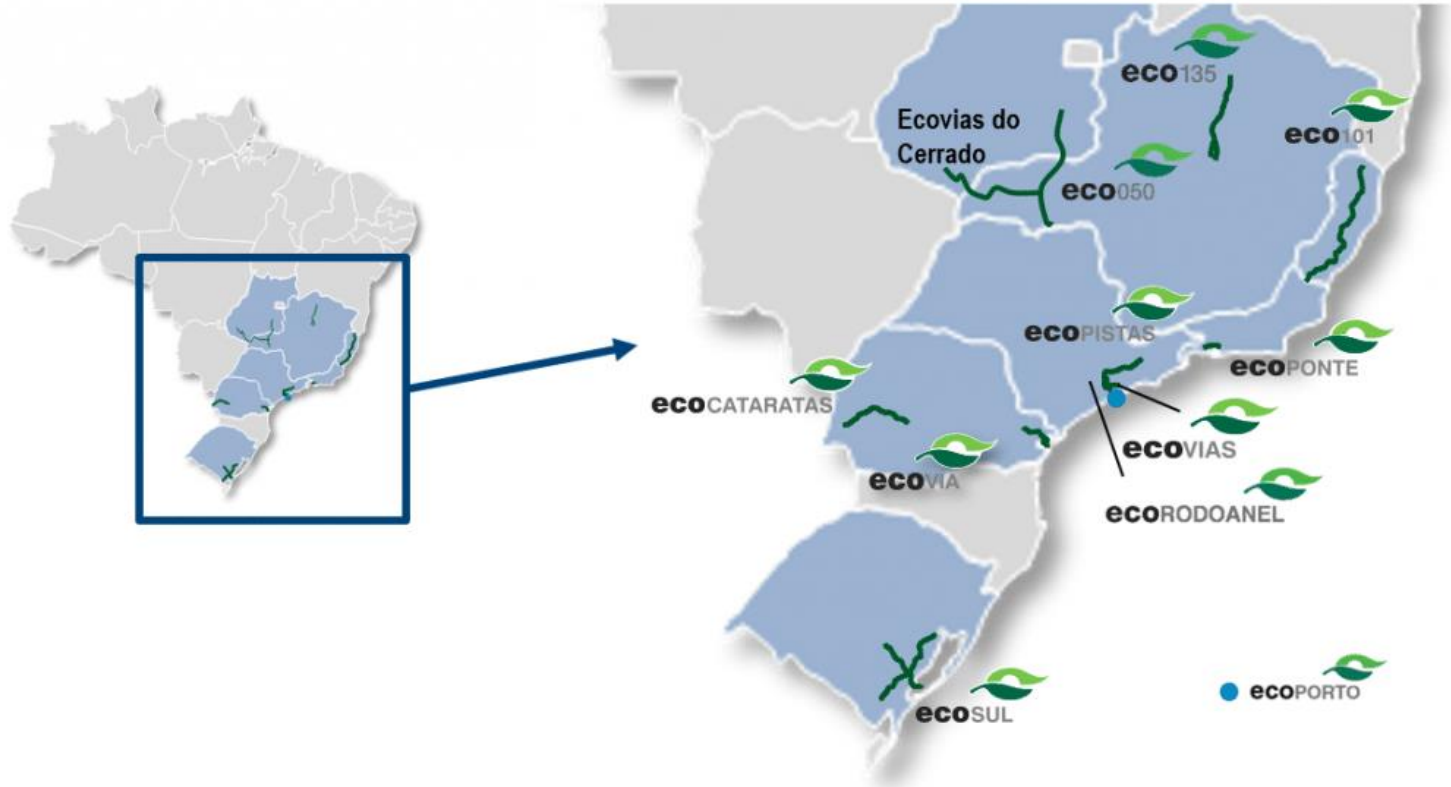 eco135
eco101
Ecovias do
Cerrado
eco050
ecoPISTAS
ecoPONTE
ecoCATARATAS
ecoVIAS
ecoVIA
ecoRODOANEL
ecoSUL
ecoPORTO